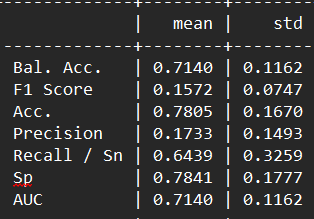 mean | std
Bal. Acc. | 0.7140 | 0.1162
F1 Score | 0.1572 | 0.0747
Acc. | 0.7805 | 0.1670
Precision | 0.1733 | 0.1493
Recall / Sn | 0.6439 | 0.3259
Sp | 0.7841 | 0.1777
AUC | 0.7140 | 0.1162